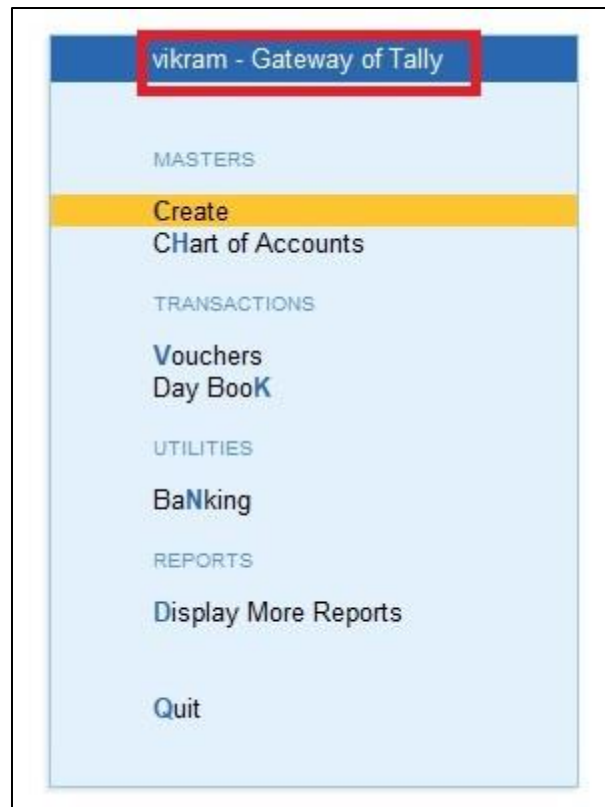 vikram - Gateway of Tally
MASTERS
Create
CHart of Accounts
TRANSACTIONS
Vouchers
Day BooK
UTILITIES
BaNking
REPORTS
Display More Reports
Quit